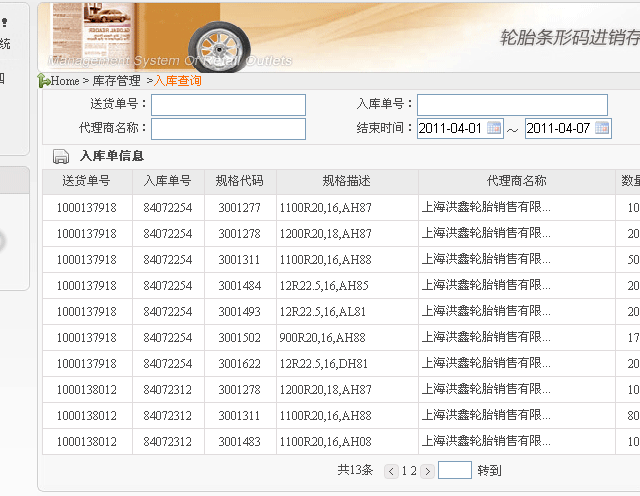 统
四
GLOBAL READER
轮胎条形码进销存
Management System Of Retail Outlets
Home > 库存管理 >入库查询
送货单号： 入库单号：
代理商名称： 结束时间： 2011-04-01 ～ 2011-04-07
入库单信息
送货单号 入库单号 规格代码 规格描述 代理商名称 数量
1000137918 84072254 3001277 1100R20,16,AH87 上海洪鑫轮胎销售有限... 10
1000137918 84072254 3001278 1200R20,18,AH87 上海洪鑫轮胎销售有限... 20
1000137918 84072254 3001311 1100R20,16,AH88 上海洪鑫轮胎销售有限... 50
1000137918 84072254 3001484 12R22.5,16,AH85 上海洪鑫轮胎销售有限... 20
1000137918 84072254 3001493 12R22.5,16,AL81 上海洪鑫轮胎销售有限... 20
1000137918 84072254 3001502 900R20,16,AH88 上海洪鑫轮胎销售有限... 17
1000137918 84072254 3001622 12R22.5,16,DH81 上海洪鑫轮胎销售有限... 20
1000138012 84072312 3001278 1200R20,18,AH87 上海洪鑫轮胎销售有限... 10
1000138012 84072312 3001311 1100R20,16,AH88 上海洪鑫轮胎销售有限... 80
1000138012 84072312 3001483 1100R20,16,AH08 上海洪鑫轮胎销售有限... 10
共13条 < 1 2 > 转到